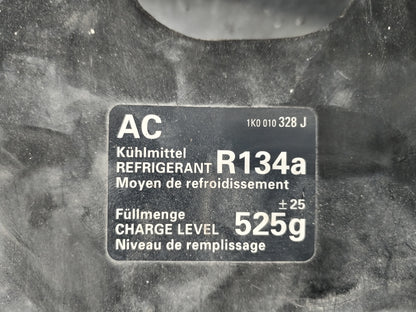 AC 1K0 010 328 J
Kühlmittel
REFRIGERANT R134a
Moyen de refroidissement
± 25
Füllmenge
CHARGE LEVEL 525g
Niveau de remplissage